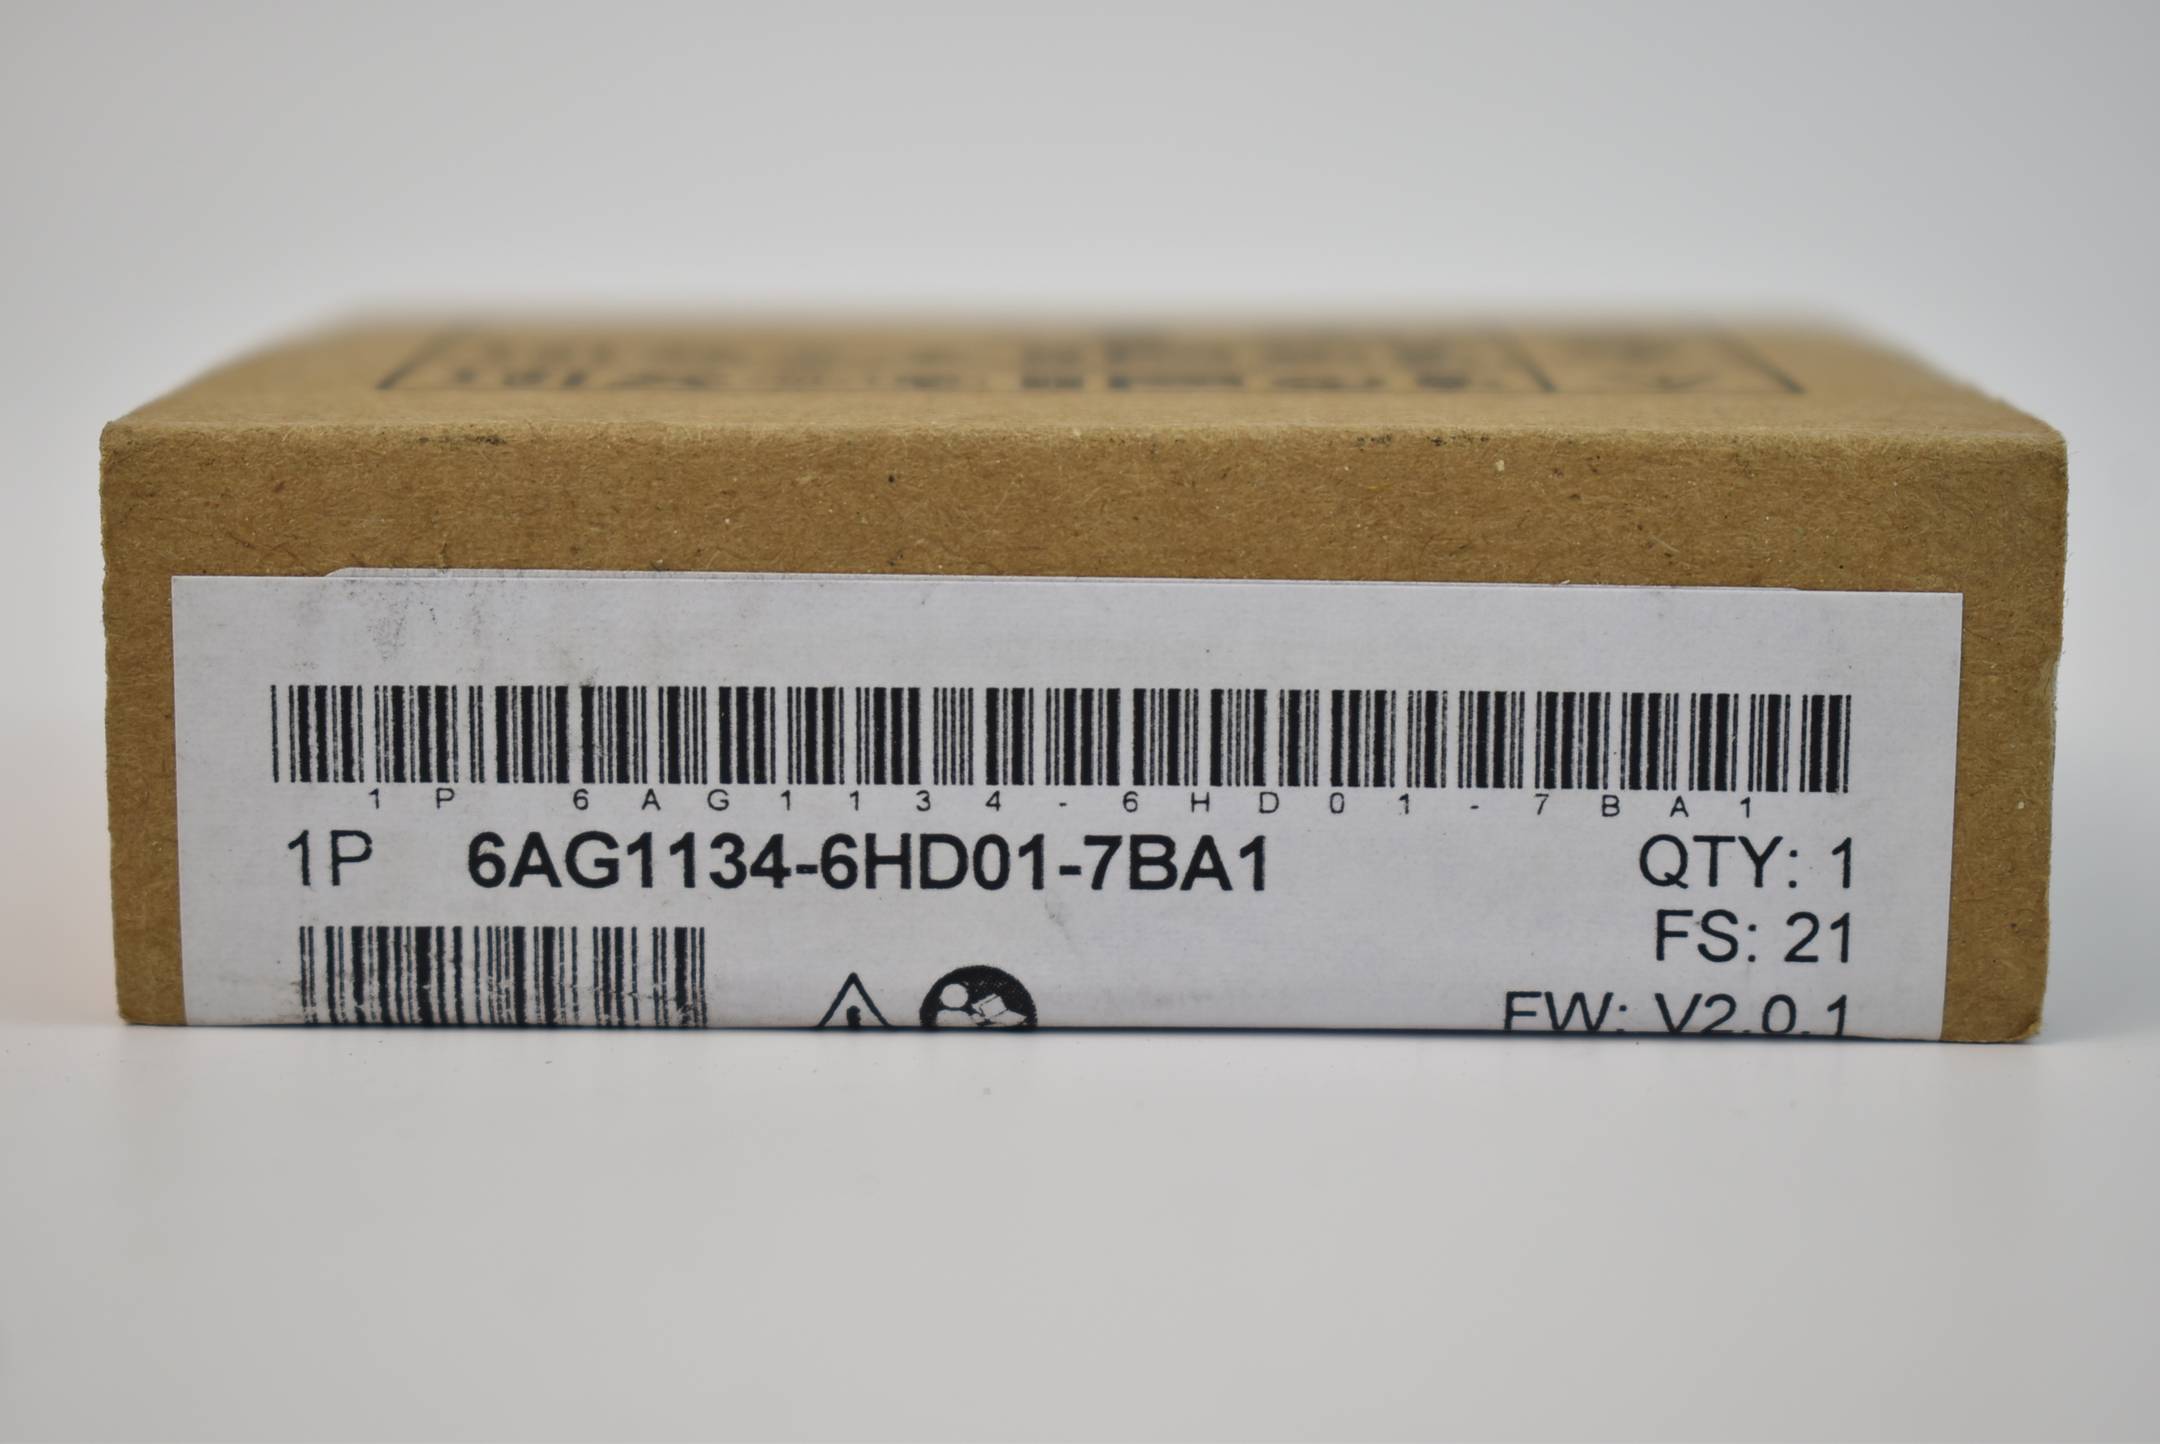 1P 6AG1134-6HD01-7BA1
1P 6AG1134-6HD01-7BA1
QTY: 1
FS: 21
FW: V2.0.1